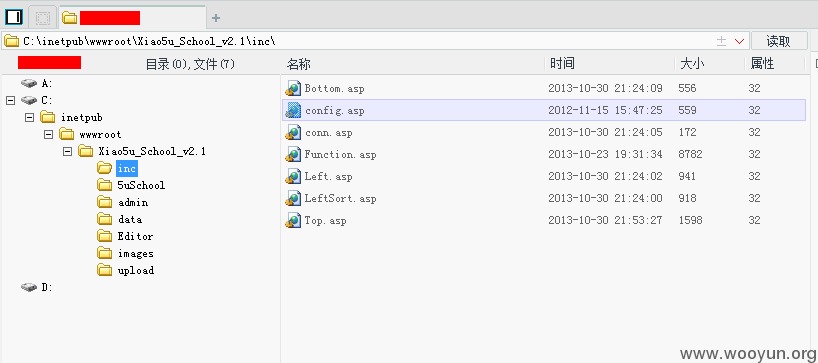 C:\inetpub\wwwroot\Xiao5u_School_v2.1\inc\ 读取
目录(0),文件(7) 名称 时间 大小 属性
A:
C:
inetpub
wwwroot
Xiao5u_School_v2.1
inc
5uSchool
admin
data
Editor
images
upload
D:
Bottom.asp 2013-10-30 21:24:09 556 32
config.asp 2012-11-15 15:47:25 559 32
conn.asp 2013-10-30 21:24:05 172 32
Function.asp 2013-10-23 19:31:34 8782 32
Left.asp 2013-10-30 21:24:02 941 32
LeftSort.asp 2013-10-30 21:24:00 918 32
Top.asp 2013-10-30 21:53:27 1598 32
www.wooyun.org